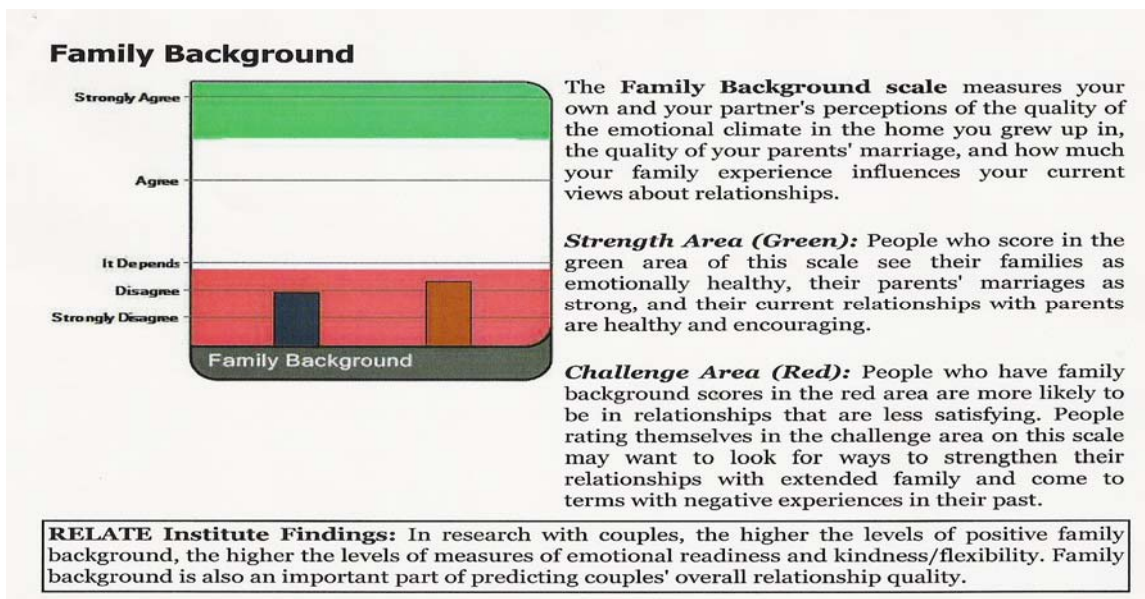 Family Background
Strongly Agree
Agree
It Depends
Disagree
Strongly Disagree
Family Background
The Family Background scale measures your
own and your partner's perceptions of the quality of
the emotional climate in the home you grew up in,
the quality of your parents' marriage, and how much
your family experience influences your current
views about relationships.
Strength Area (Green): People who score in the
green area of this scale see their families as
emotionally healthy, their parents' marriages as
strong, and their current relationships with parents
are healthy and encouraging.
Challenge Area (Red): People who have family
background scores in the red area are more likely to
be in relationships that are less satisfying. People
rating themselves in the challenge area on this scale
may want to look for ways to strengthen their
relationships with extended family and come to
terms with negative experiences in their past.
RELATE Institute Findings: In research with couples, the higher the levels of positive family
background, the higher the levels of measures of emotional readiness and kindness/flexibility. Family
background is also an important part of predicting couples' overall relationship quality.